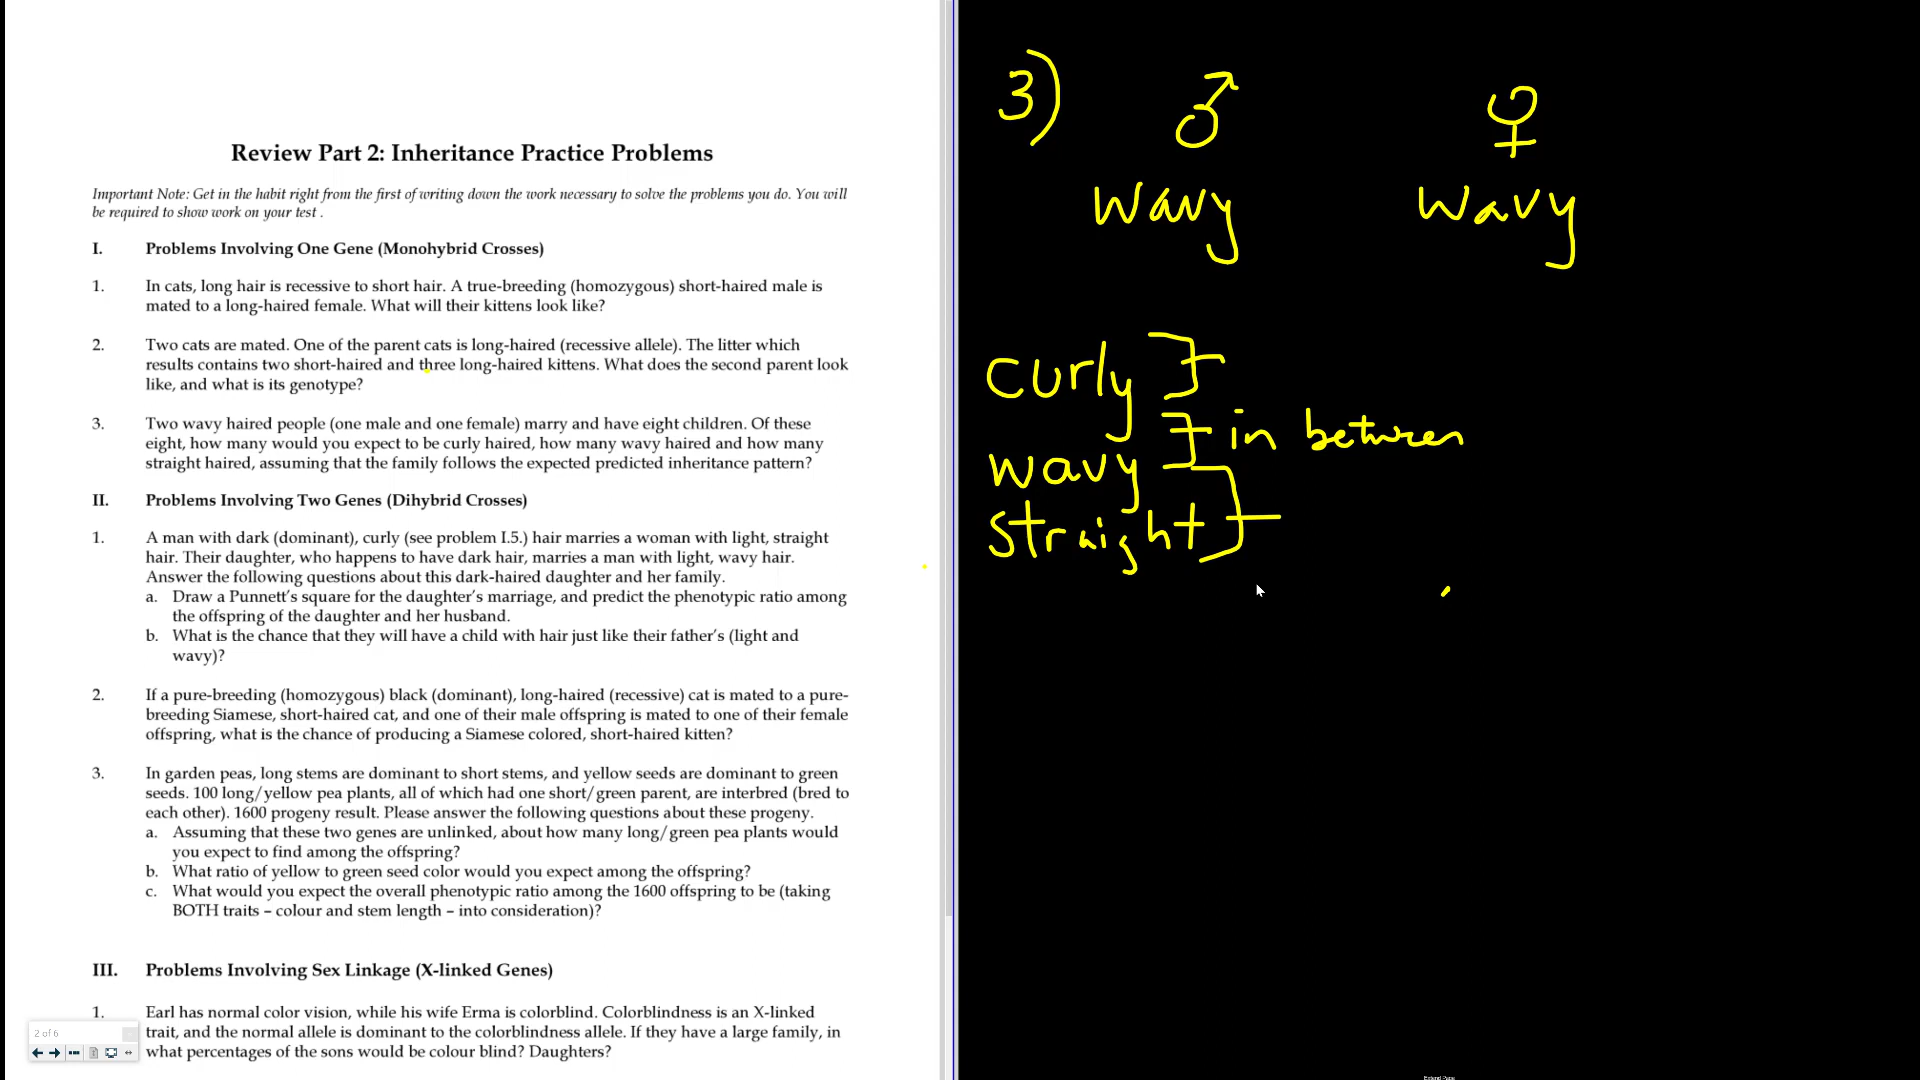 Review Part 2: Inheritance Practice Problems
Important Note: Get in the habit right from the first of writing down the work necessary to solve the problems you do. You will
be required to show work on your test .
I. Problems Involving One Gene (Monohybrid Crosses)
1. In cats, long hair is recessive to short hair. A true-breeding (homozygous) short-haired male is
mated to a long-haired female. What will their kittens look like?
2. Two cats are mated. One of the parent cats is long-haired (recessive allele). The litter which
results contains two short-haired and three long-haired kittens. What does the second parent look
like, and what is its genotype?
3. Two wavy haired people (one male and one female) marry and have eight children. Of these
eight, how many would you expect to be curly haired, how many wavy haired and how many
straight haired, assuming that the family follows the expected predicted inheritance pattern?
II. Problems Involving Two Genes (Dihybrid Crosses)
1. A man with dark (dominant), curly (see problem I.5.) hair marries a woman with light, straight
hair. Their daughter, who happens to have dark hair, marries a man with light, wavy hair.
Answer the following questions about this dark-haired daughter and her family.
a. Draw a Punnett's square for the daughter's marriage, and predict the phenotypic ratio among
the offspring of the daughter and her husband.
b. What is the chance that they will have a child with hair just like their father's (light and
wavy)?
2. If a pure-breeding (homozygous) black (dominant), long-haired (recessive) cat is mated to a pure-
breeding Siamese, short-haired cat, and one of their male offspring is mated to one of their female
offspring, what is the chance of producing a Siamese colored, short-haired kitten?
3. In garden peas, long stems are dominant to short stems, and yellow seeds are dominant to green
seeds. 100 long/yellow pea plants, all of which had one short/green parent, are interbred (bred to
each other). 1600 progeny result. Please answer the following questions about these progeny.
a. Assuming that these two genes are unlinked, about how many long/green pea plants would
you expect to find among the offspring?
b. What ratio of yellow to green seed color would you expect among the offspring?
c. What would you expect the overall phenotypic ratio among the 1600 offspring to be (taking
BOTH traits – colour and stem length – into consideration)?
III. Problems Involving Sex Linkage (X-linked Genes)
1. Earl has normal color vision, while his wife Erma is colorblind. Colorblindness is an X-linked
trait, and the normal allele is dominant to the colorblindness allele. If they have a large family, in
what percentages of the sons would be colour blind? Daughters?
2 of 6
3) ♂ ♀
wavy wavy
curly
in between
wavy
straight
Extend Page